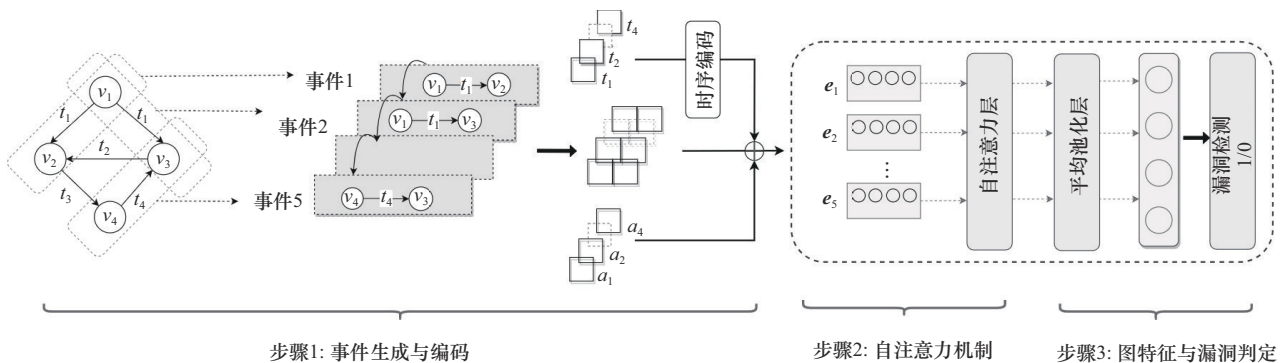 v₁
t₁
t₁
v₂
t₂
v₃
t₃
t₄
v₄
事件1
事件2
事件5
v₁
t₁
v₂
v₁
t₁
v₃
v₄
t₄
v₃
t₄
t₂
t₁
a₄
a₂
a₁
时序编码
e₁
e₂
⋮
e₅
自注意力层
平均池化层
漏洞检测
1/0
步骤1: 事件生成与编码
步骤2: 自注意力机制
步骤3: 图特征与漏洞判定